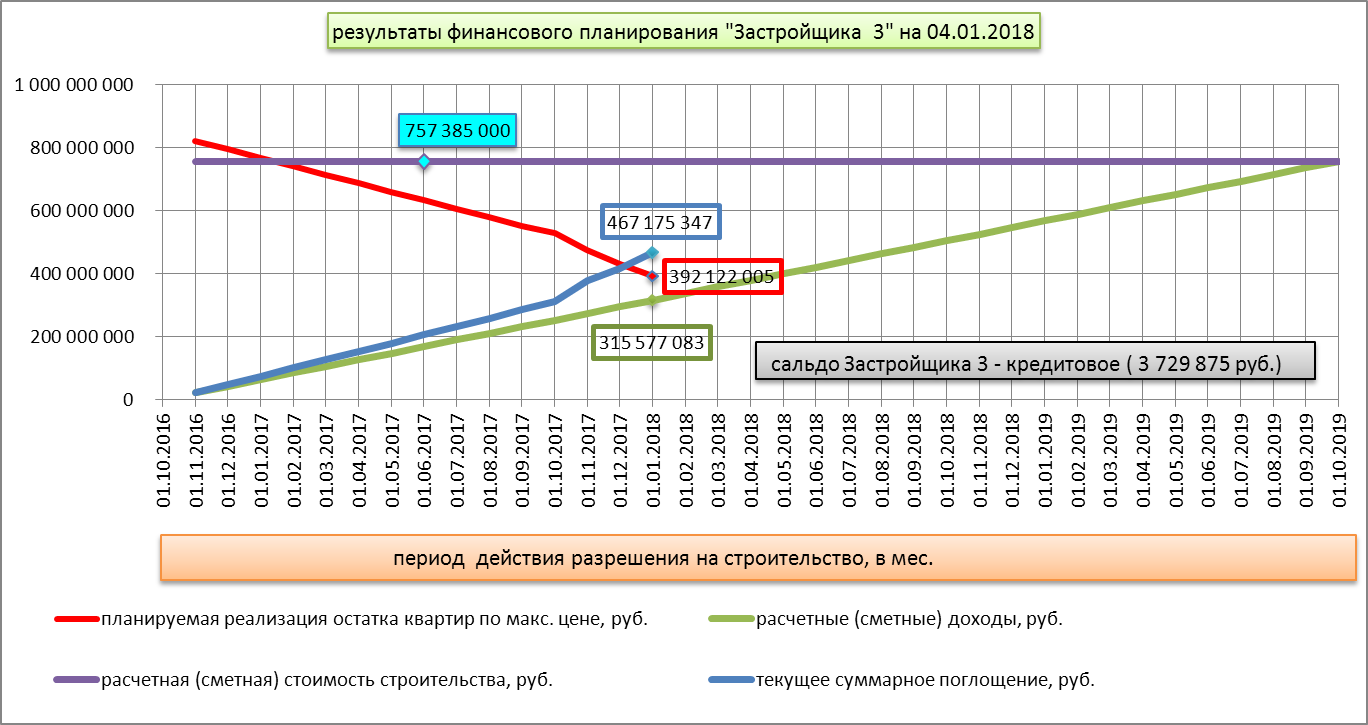 результаты финансового планирования "Застройщика 3" на 04.01.2018
1 000 000 000
800 000 000
600 000 000
400 000 000
200 000 000
0
757 385 000
467 175 347
392 122 005
315 577 083
сальдо Застройщика 3 - кредитовое ( 3 729 875 руб.)
01.10.2016
01.11.2016
01.12.2016
01.01.2017
01.02.2017
01.03.2017
01.04.2017
01.05.2017
01.06.2017
01.07.2017
01.08.2017
01.09.2017
01.10.2017
01.11.2017
01.12.2017
01.01.2018
01.02.2018
01.03.2018
01.04.2018
01.05.2018
01.06.2018
01.07.2018
01.08.2018
01.09.2018
01.10.2018
01.11.2018
01.12.2018
01.01.2019
01.02.2019
01.03.2019
01.04.2019
01.05.2019
01.06.2019
01.07.2019
01.08.2019
01.09.2019
01.10.2019
период действия разрешения на строительство, в мес.
планируемая реализация остатка квартир по макс. цене, руб.
расчетные (сметные) доходы, руб.
расчетная (сметная) стоимость строительства, руб.
текущее суммарное поглощение, руб.